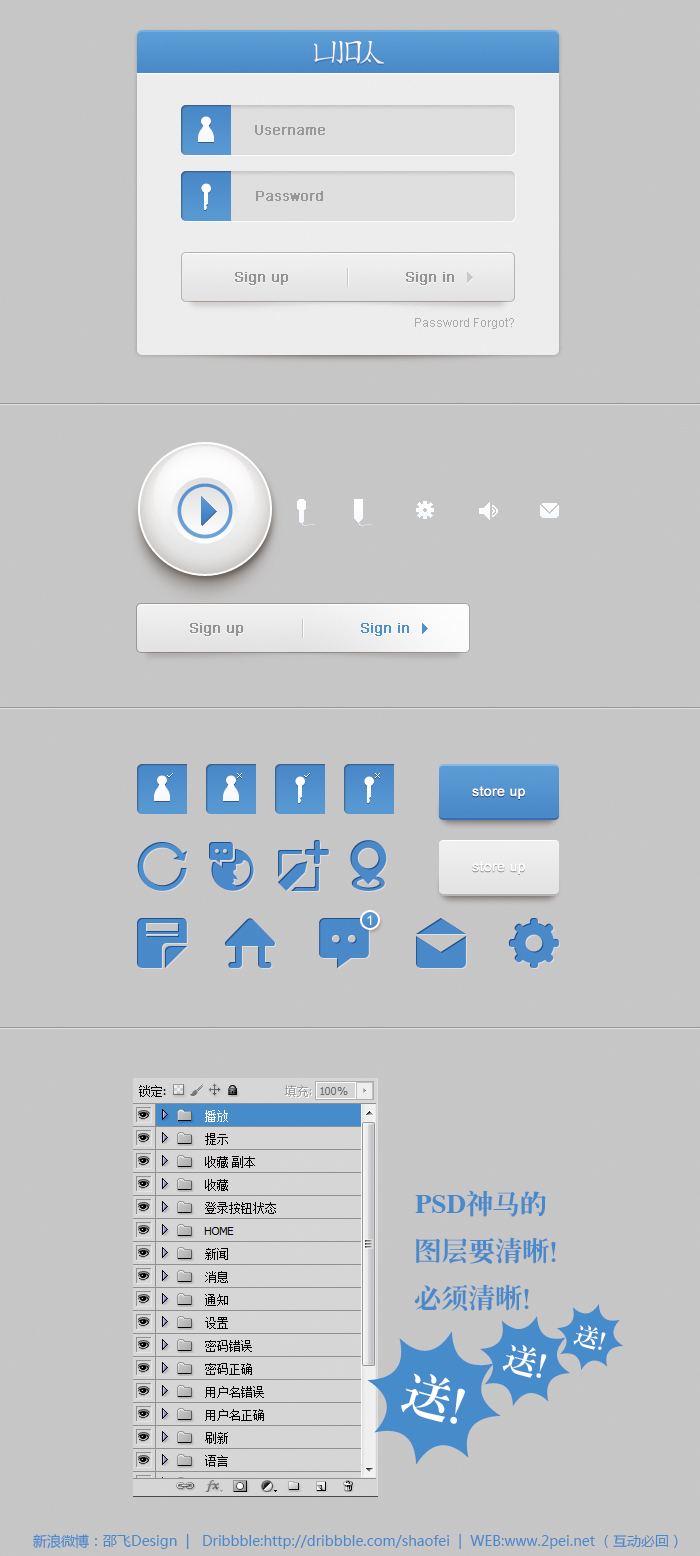 Username
Password
Sign up
Sign in
Password Forgot?
Sign up
Sign in
store up
store up
1
锁定:
填充: 100%
播放
提示
收藏 副本
收藏
登录按钮状态
HOME
新闻
消息
通知
设置
密码错误
密码正确
用户名错误
用户名正确
刷新
语言
PSD神马的
图层要清晰!
必须清晰!
送!
送!
送!
新浪微博：邵飞Design | Dribbble:http://dribbble.com/shaofei | WEB:www.2pei.net （互动必回）